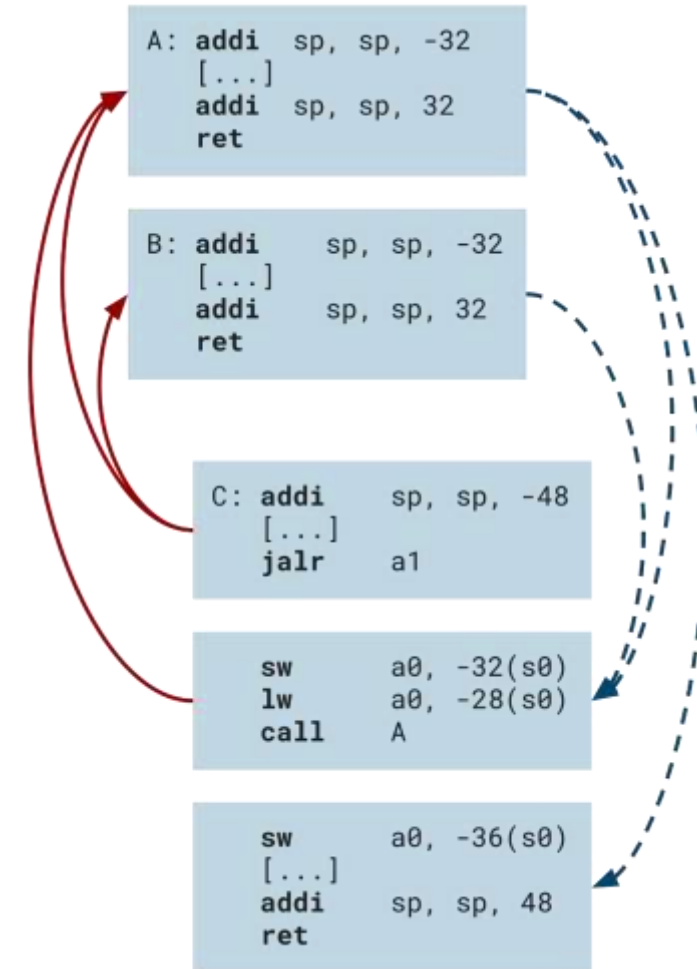 A: addi sp, sp, -32
[...]
addi sp, sp, 32
ret
B: addi sp, sp, -32
[...]
addi sp, sp, 32
ret
C: addi sp, sp, -48
[...]
jalr a1
sw a0, -32(s0)
lw a0, -28(s0)
call A
sw a0, -36(s0)
[...]
addi sp, sp, 48
ret